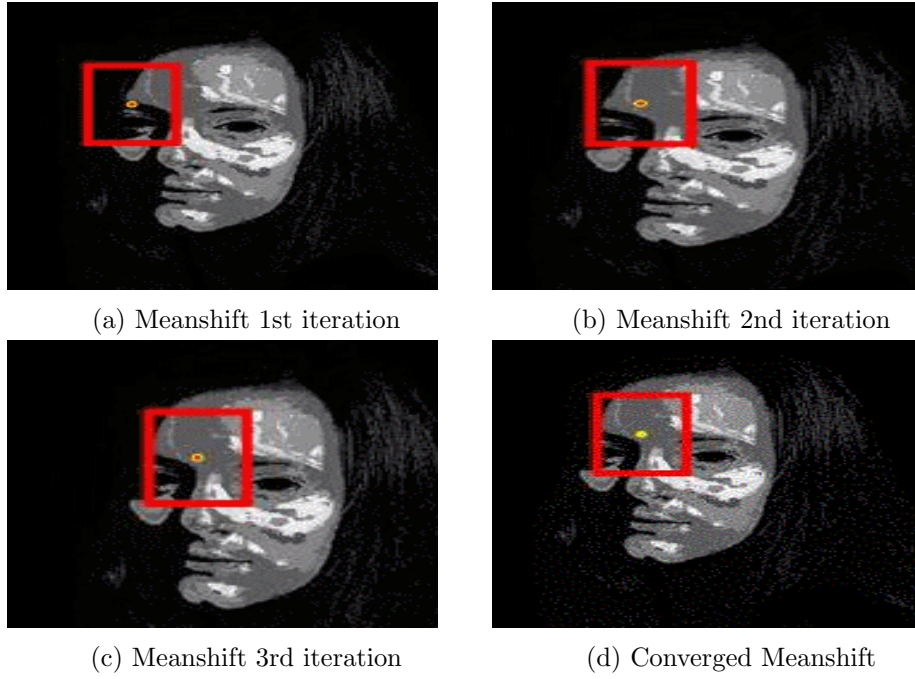 (a) Meanshift 1st iteration
(b) Meanshift 2nd iteration
(c) Meanshift 3rd iteration
(d) Converged Meanshift